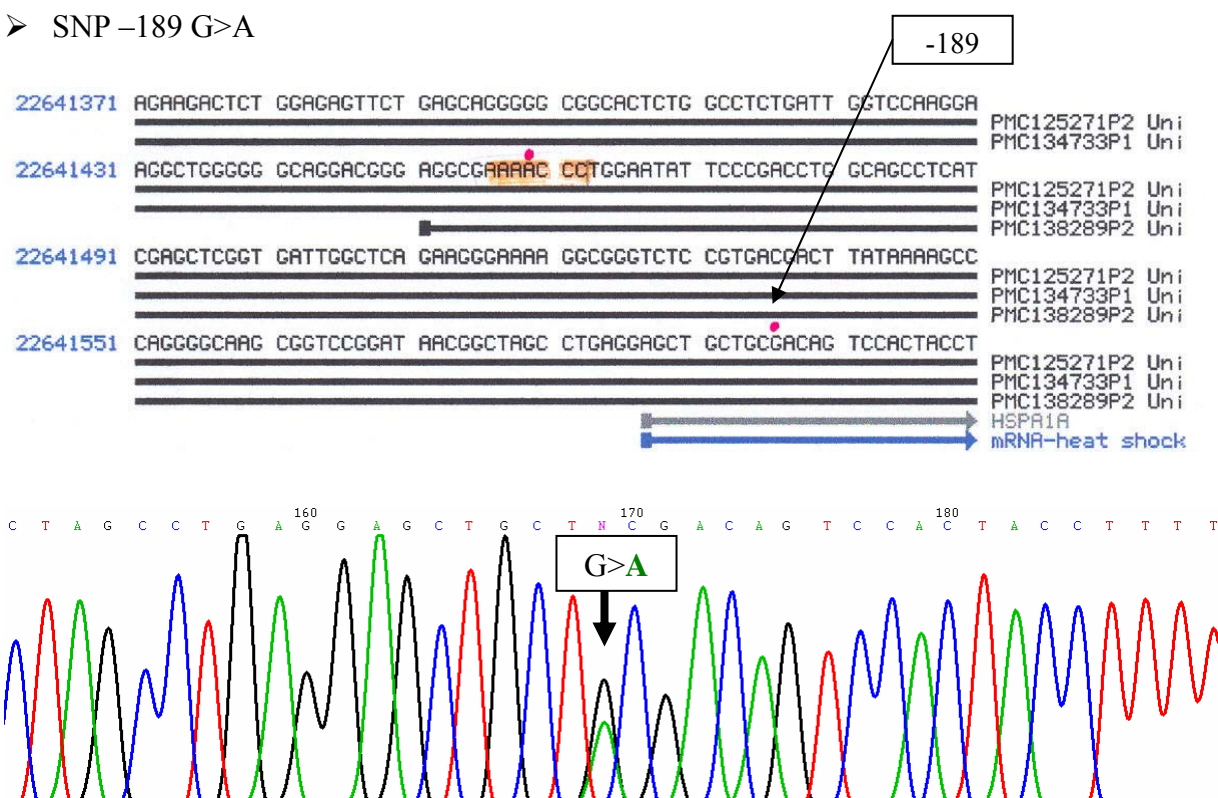 ➢ SNP –189 G>A
-189
22641371 AGAAGACTCT GGAGAGTTCT GAGCAGGGGG CGGCACTCTG GCCTCTGATT GGTCCAAGGA
PMC125271P2 Uni
PMC134733P1 Uni
22641431 AGGCTGGGGG GCAGGACGGG AGGCGAAAAC CCTGGAATAT TCCCGACCTG GCAGCCTCAT
PMC125271P2 Uni
PMC134733P1 Uni
PMC138289P2 Uni
22641491 CGAGCTCGGT GATTGGCTCA GAAGGGAAAA GGCGGGTCTC CGTGACGACT TATAAAAGCC
PMC125271P2 Uni
PMC134733P1 Uni
PMC138289P2 Uni
22641551 CAGGGGCAAG CGGTCCGGAT AACGGCTAGC CTGAGGAGCT GCTGCGACAG TCCACTACCT
PMC125271P2 Uni
PMC134733P1 Uni
PMC138289P2 Uni
HSPA1A
mRNA-heat shock
160 170 180
C T A G C C T G A G G A G C T G C T N C G A C A G T C C A C T A C C T T T T
G>A